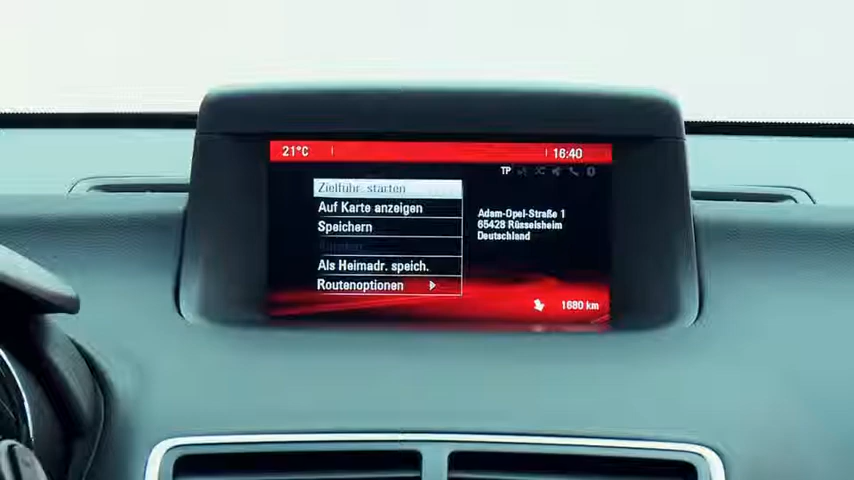 21°C
16:40
TP
Zielführ. starten
Auf Karte anzeigen
Speichern
Als Heimadr. speich.
Routenoptionen
Adam-Opel-Straße 1
65428 Rüsselsheim
Deutschland
1680 km